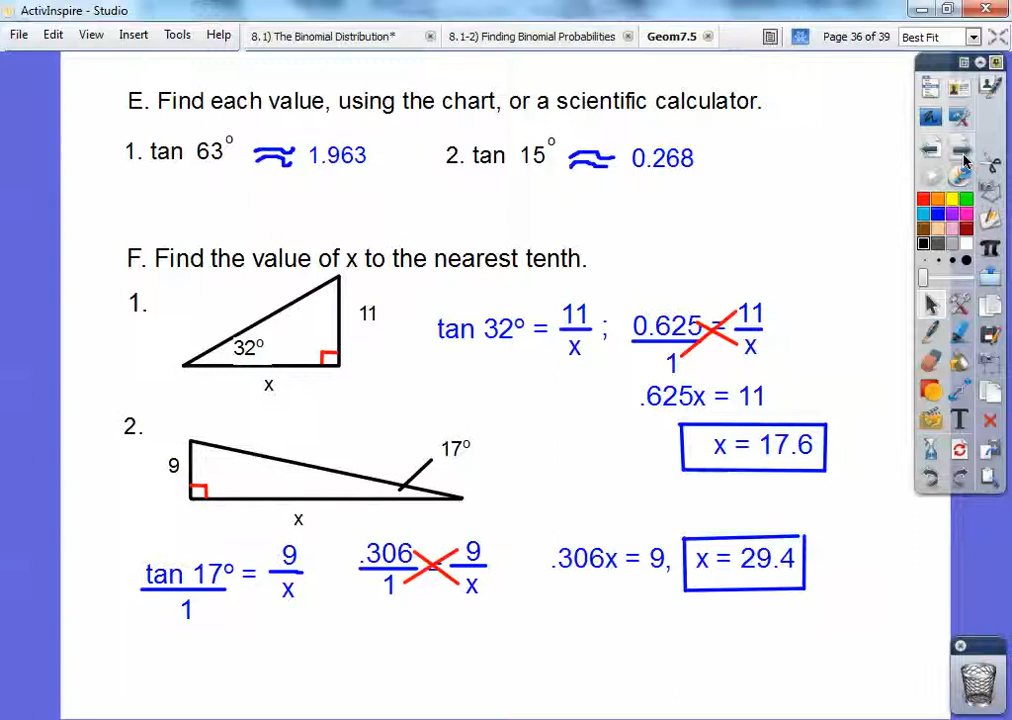 ActivInspire - Studio
File Edit View Insert Tools Help 8.1) The Binomial Distribution* 8.1-2) Finding Binomial Probabilities Geom7.5 Page 36 of 39 Best Fit
E. Find each value, using the chart, or a scientific calculator.
1. tan 63° ≈ 1.963 2. tan 15° ≈ 0.268
F. Find the value of x to the nearest tenth.
1.
11
32º
x
tan 32º = 11/x ; 0.625/1 = 11/x
.625x = 11
x = 17.6
2.
9
17º
x
tan 17º/1 = 9/x .306/1 = 9/x .306x = 9, x = 29.4